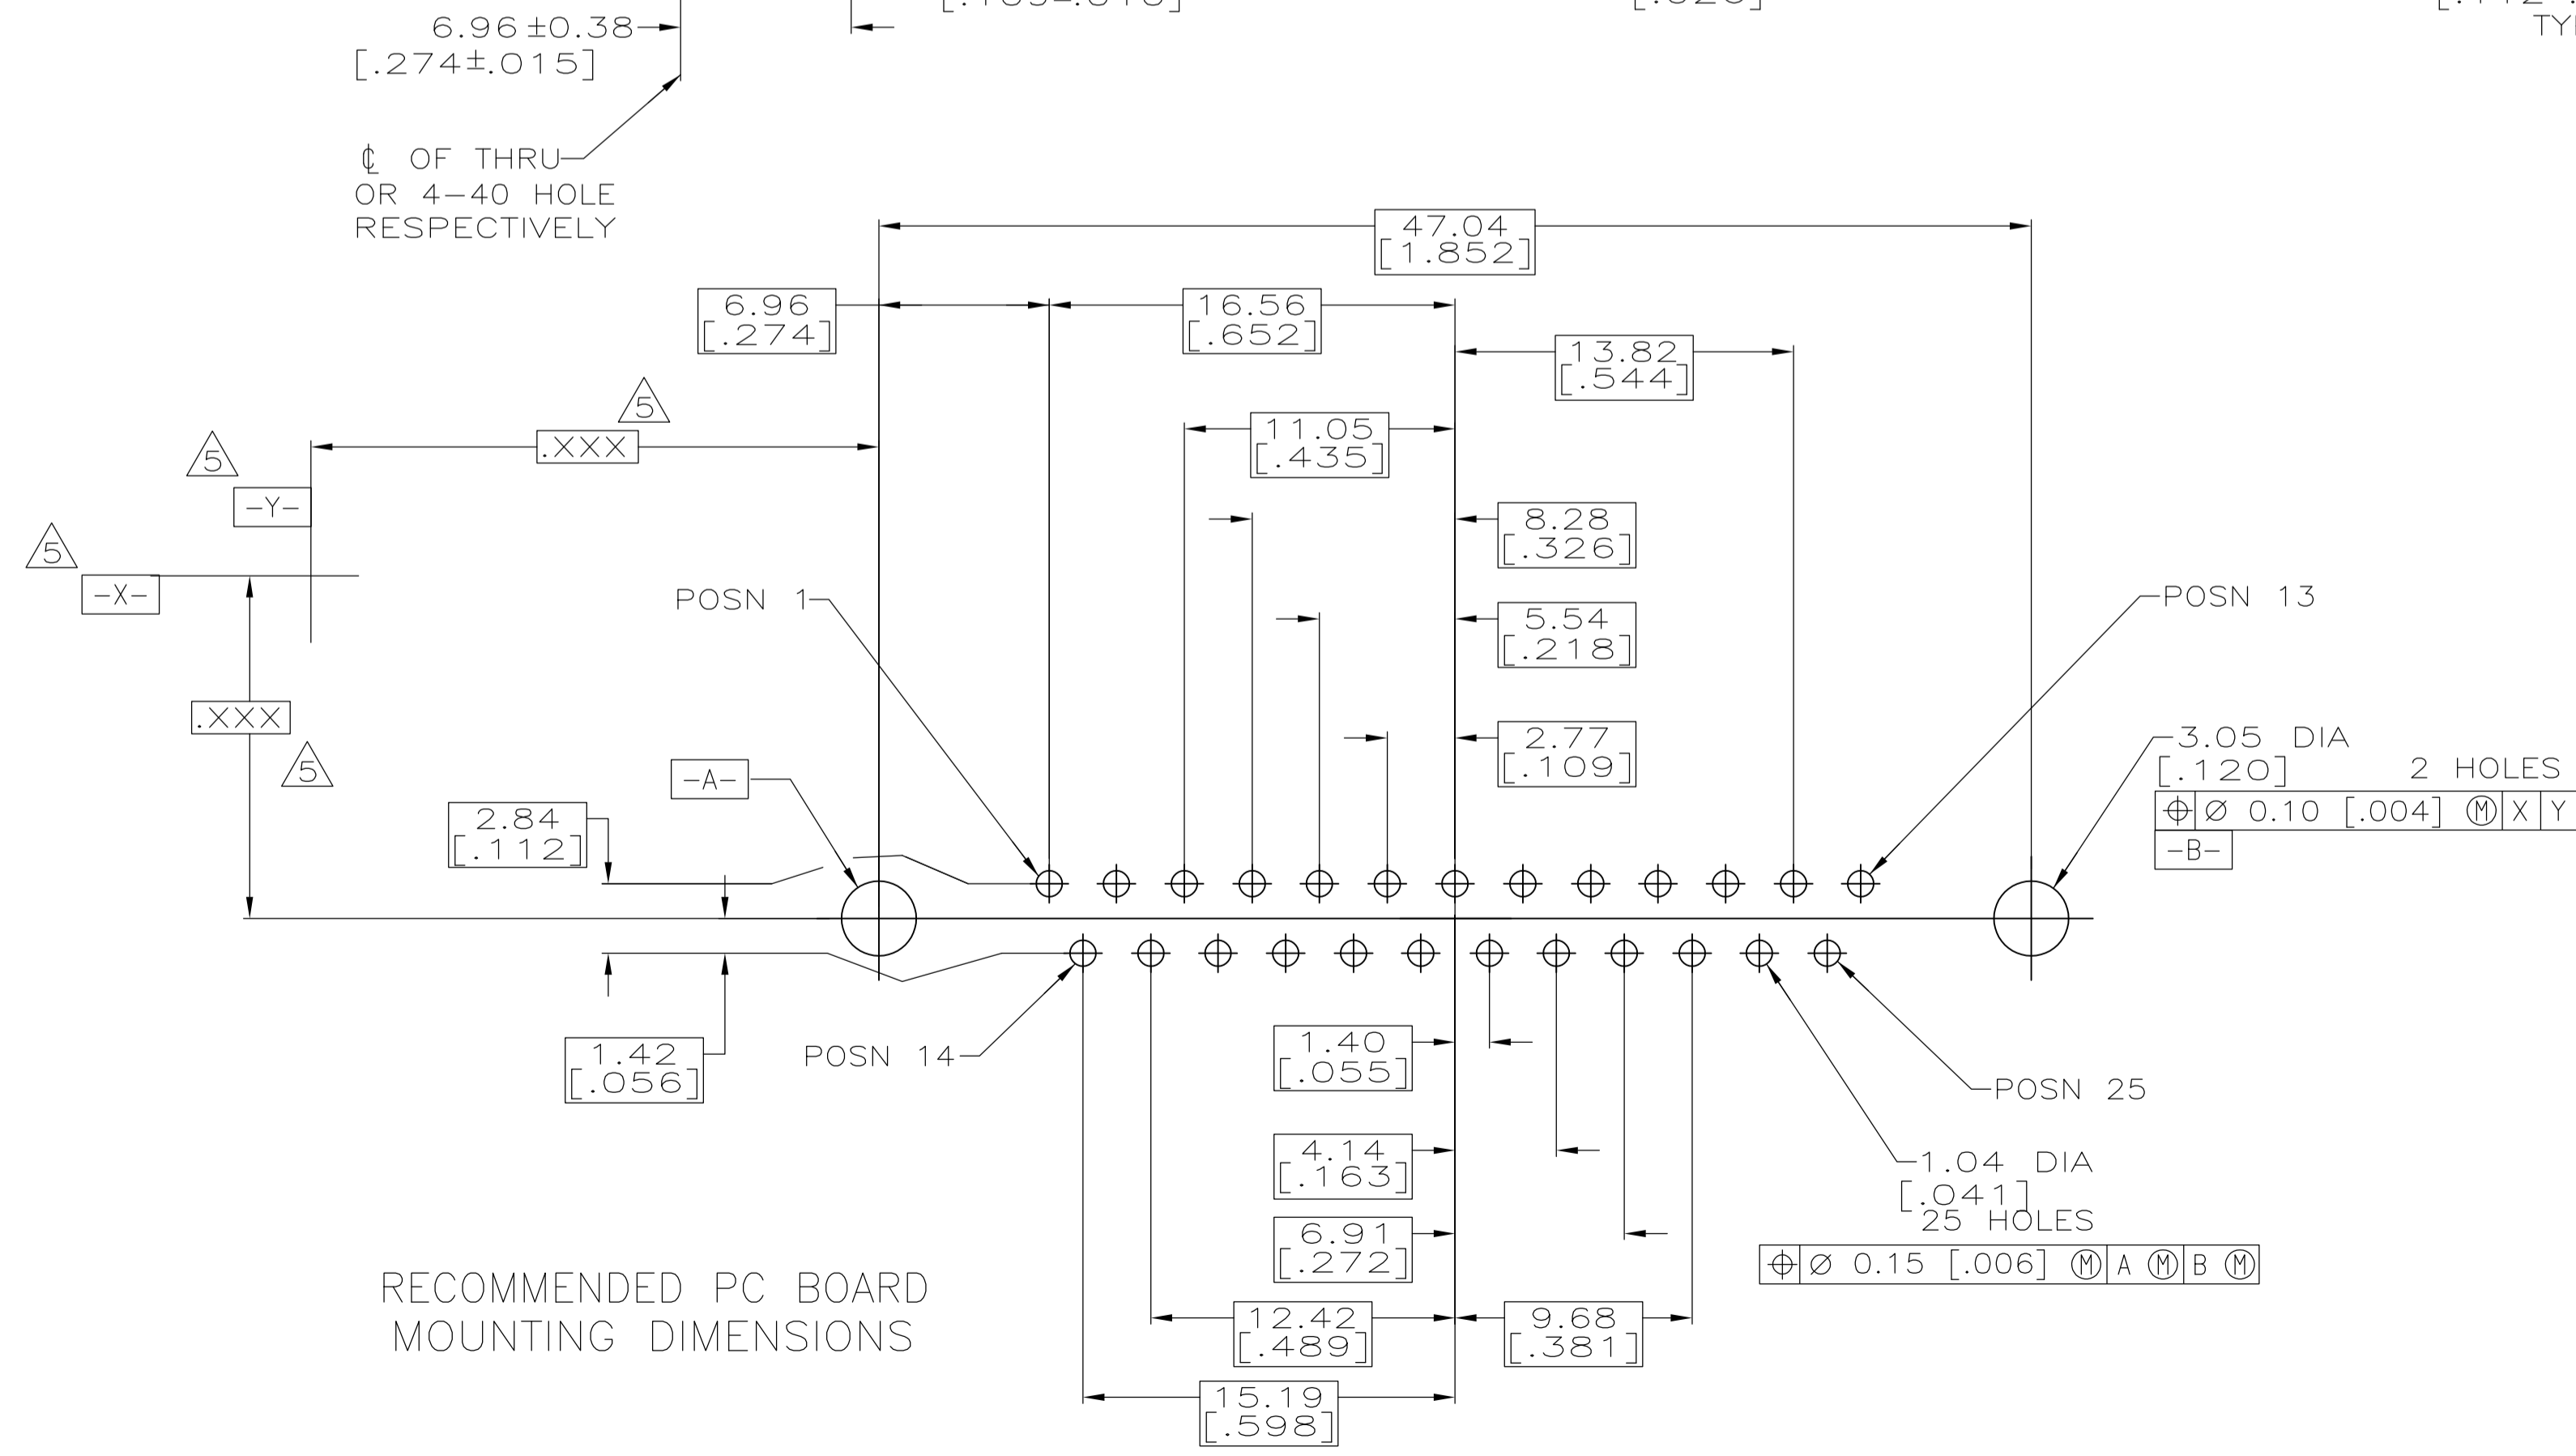 6.96±0.38
[.274±.015]
TY
℄ OF THRU
OR 4-40 HOLE
RESPECTIVELY
47.04
[1.852]
6.96
[.274]
16.56
[.652]
13.82
[.544]
11.05
[.435]
5
.XXX
5
-Y-
5
-X-
8.28
[.326]
POSN 1
POSN 13
5.54
[.218]
.XXX
5
2.77
[.109]
-A-
3.05 DIA
[.120] 2 HOLES
⌖ Ø 0.10 [.004] Ⓜ X Y
-B-
2.84
[.112]
1.42
[.056]
POSN 14
1.40
[.055]
POSN 25
4.14
[.163]
1.04 DIA
[.041]
25 HOLES
⌖ Ø 0.15 [.006] Ⓜ A Ⓜ B Ⓜ
6.91
[.272]
RECOMMENDED PC BOARD
MOUNTING DIMENSIONS
12.42
[.489]
9.68
[.381]
15.19
[.598]